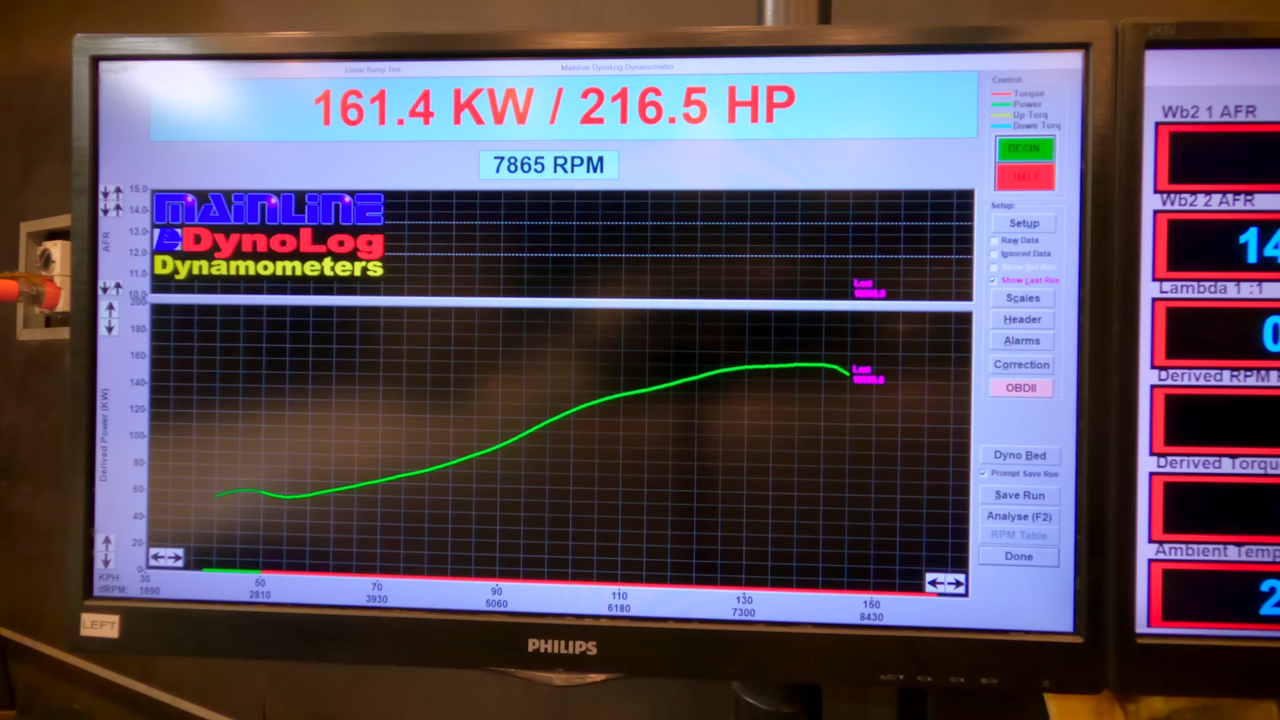 Linear Ramp Test
Mainline DynoLog Dynamometer
161.4 KW / 216.5 HP
7865 RPM
Control:
Torque
Power
Up Torq
Down Torq
BEGIN
HALT
Setup:
Setup
Raw Data
Ignored Data
Show Last Run
Scales
Header
Alarms
Correction
OBDII
Dyno Bed
Prompt Save Run
Save Run
Analyse (F2)
RPM Table
Done
MAINLINE
DynoLog
Dynamometers
AFR
15.0
14.0
13.0
12.0
11.0
10.0
Last
Derived Power (KW)
200
180
160
140
120
100
80
60
40
20
0
Last
KPH: 30 50 70 90 110 130 150
dRPM: 1690 2810 3930 5060 6180 7300 8430
LEFT
PHILIPS
Wb2 1 AFR
Wb2 2 AFR
14
Lambda 1 :1
0
Derived RPM
Derived Torqu
Ambient Temp
2